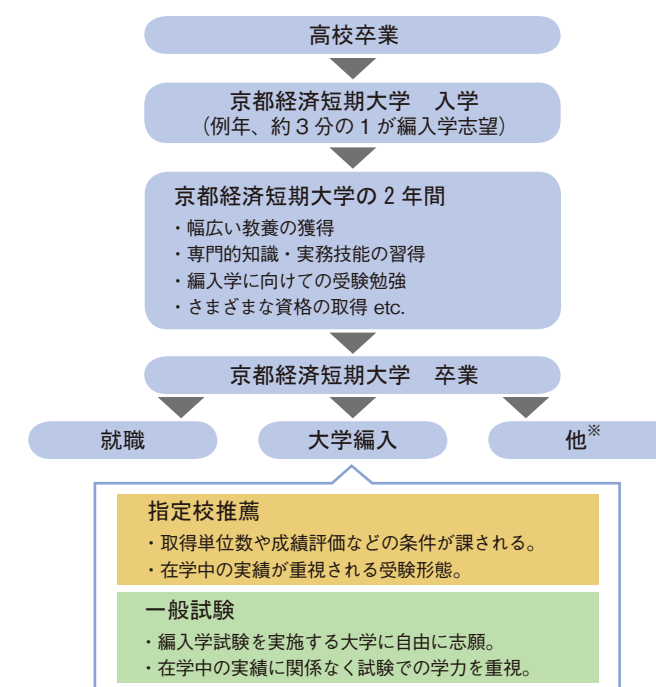 高校卒業
京都経済短期大学　入学
（例年、約３分の１が編入学志望）
京都経済短期大学の２年間
・幅広い教養の獲得
・専門的知識・実務技能の習得
・編入学に向けての受験勉強
・さまざまな資格の取得 etc.
京都経済短期大学　卒業
就職
大学編入
他※
指定校推薦
・取得単位数や成績評価などの条件が課される。
・在学中の実績が重視される受験形態。
一般試験
・編入学試験を実施する大学に自由に志願。
・在学中の実績に関係なく試験での学力を重視。